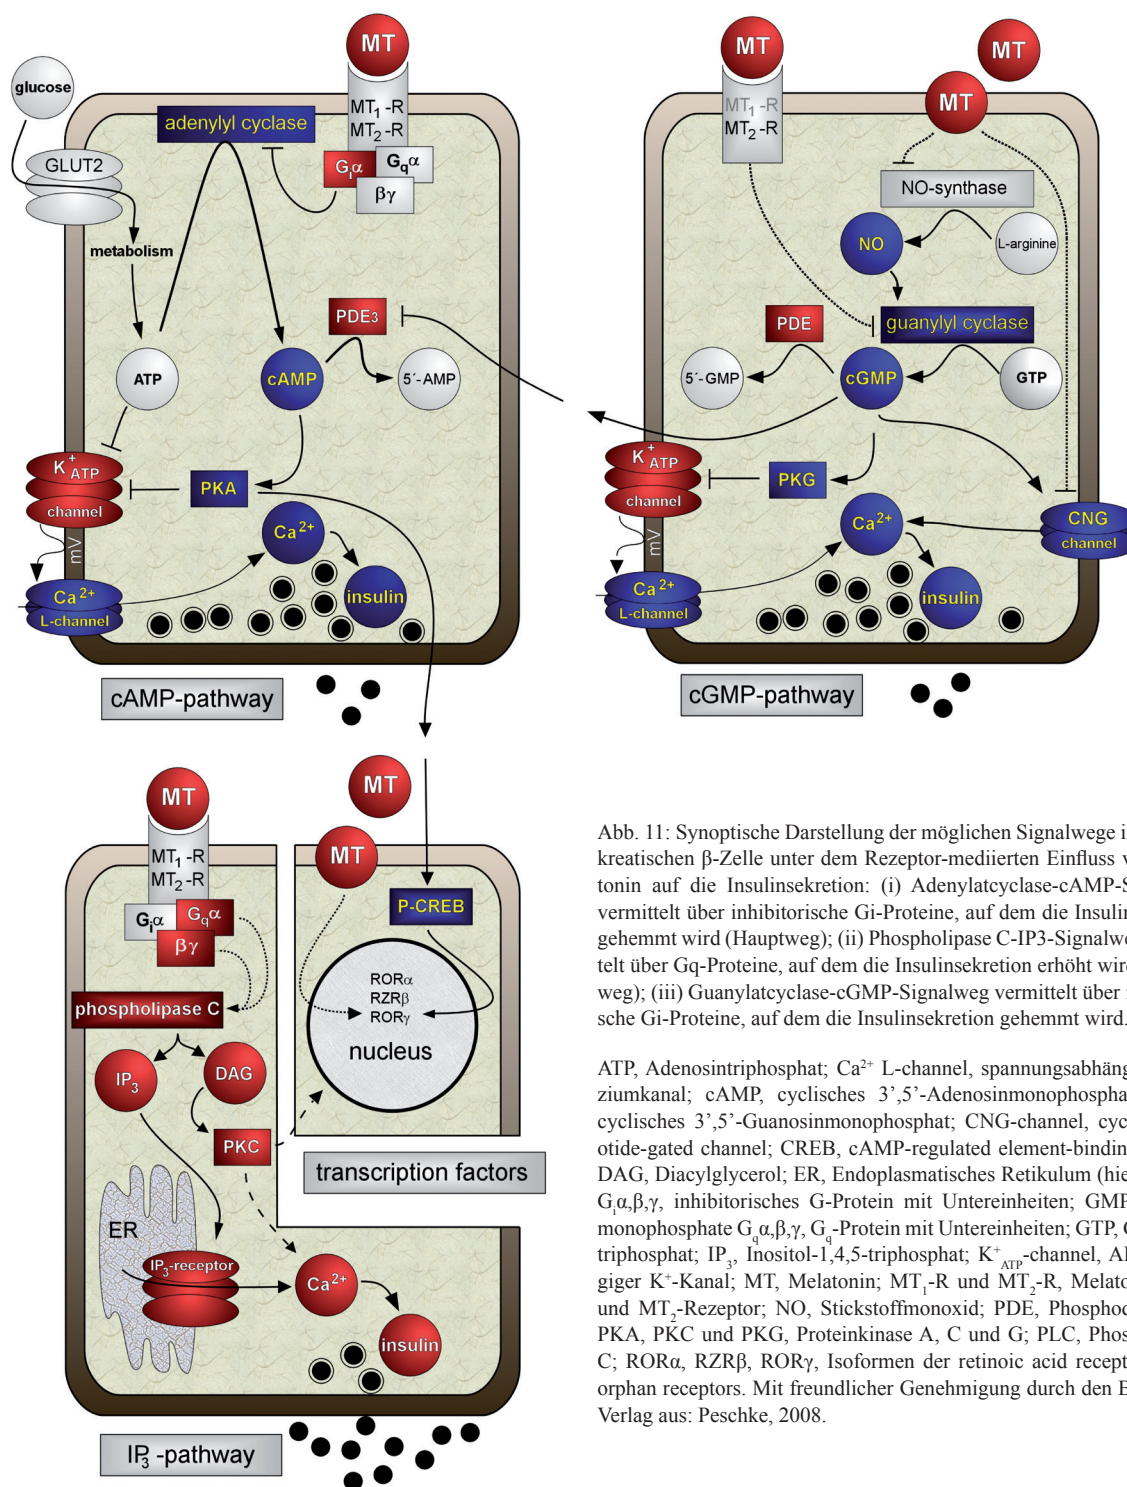 MT
glucose
adenylyl cyclase
MT1-R
MT2-R
Giα
Gqα
βγ
GLUT2
metabolism
PDE3
ATP
cAMP
5´-AMP
K+ATP
channel
PKA
mV
Ca2+
Ca2+
L-channel
insulin
cAMP-pathway
MT
MT
MT
MT1-R
MT2-R
NO-synthase
NO
L-arginine
PDE
guanylyl cyclase
5´-GMP
cGMP
GTP
K+ATP
channel
PKG
mV
Ca2+
CNG
channel
Ca2+
L-channel
insulin
cGMP-pathway
MT
MT1-R
MT2-R
Giα
Gqα
βγ
phospholipase C
IP3
DAG
PKC
ER
IP3-receptor
Ca2+
insulin
IP3-pathway
MT
MT
P-CREB
RORα
RZRβ
RORγ
nucleus
transcription factors
Abb. 11: Synoptische Darstellung der möglichen Signalwege i
kreatischen β-Zelle unter dem Rezeptor-mediierten Einfluss v
tonin auf die Insulinsekretion: (i) Adenylatcyclase-cAMP-S
vermittelt über inhibitorische Gi-Proteine, auf dem die Insulin
gehemmt wird (Hauptweg); (ii) Phospholipase C-IP3-Signalwe
telt über Gq-Proteine, auf dem die Insulinsekretion erhöht wird
weg); (iii) Guanylatcyclase-cGMP-Signalweg vermittelt über
sche Gi-Proteine, auf dem die Insulinsekretion gehemmt wird.
ATP, Adenosintriphosphat; Ca2+ L-channel, spannungsabhäng
ziumkanal; cAMP, cyclisches 3’,5’-Adenosinmonophospha
cyclisches 3’,5’-Guanosinmonophosphat; CNG-channel, cyc
otide-gated channel; CREB, cAMP-regulated element-bindin
DAG, Diacylglycerol; ER, Endoplasmatisches Retikulum (hie
Giα,β,γ, inhibitorisches G-Protein mit Untereinheiten; GMP
monophosphate Gqα,β,γ, Gq-Protein mit Untereinheiten; GTP,
triphosphat; IP3, Inositol-1,4,5-triphosphat; K+ATP-channel,
giger K+-Kanal; MT, Melatonin; MT1-R und MT2-R, Melato
und MT2-Rezeptor; NO, Stickstoffmonoxid; PDE, Phosphod
PKA, PKC und PKG, Proteinkinase A, C und G; PLC, Phos
C; RORα, RZRβ, RORγ, Isoformen der retinoic acid recept
orphan receptors. Mit freundlicher Genehmigung durch den B
Verlag aus: Peschke, 2008.